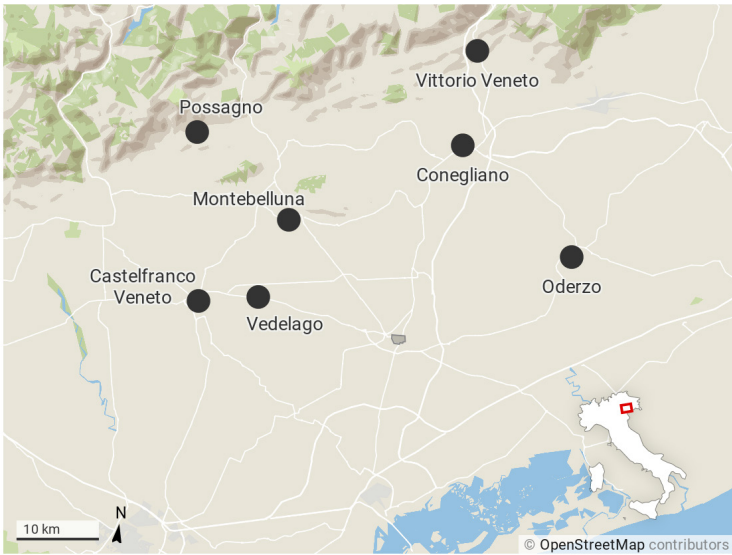 Vittorio Veneto
Possagno
Conegliano
Montebelluna
Castelfranco
Veneto
Oderzo
Vedelago
N
10 km
© OpenStreetMap contributors